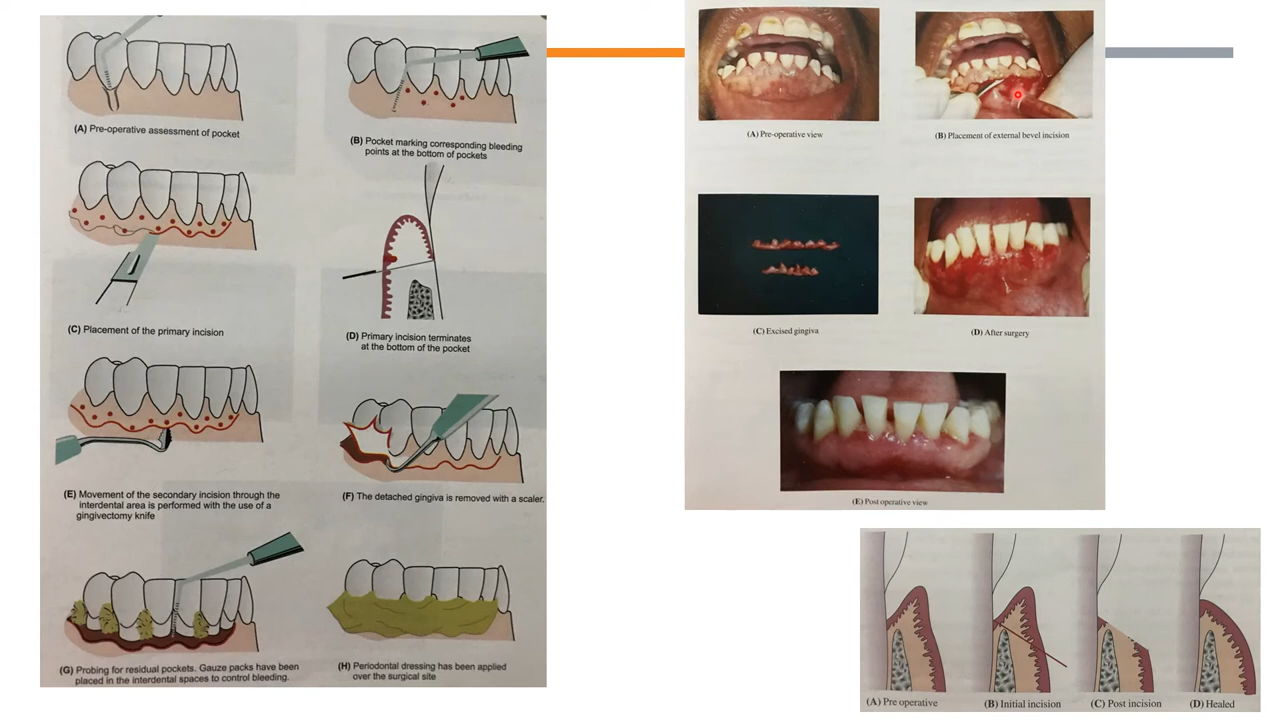 (A) Pre-operative assessment of pocket
(B) Pocket marking corresponding bleeding
points at the bottom of pockets
(C) Placement of the primary incision
(D) Primary incision terminates
at the bottom of the pocket
(E) Movement of the secondary incision through the
interdental area is performed with the use of a
gingivectomy knife
(F) The detached gingiva is removed with a scaler.
(G) Probing for residual pockets. Gauze packs have been
placed in the interdental spaces to control bleeding.
(H) Periodontal dressing has been applied
over the surgical site
(A) Pre-operative view
(B) Placement of external bevel incision
(C) Excised gingiva
(D) After surgery
(E) Post operative view
(A) Pre operative
(B) Initial incision
(C) Post incision
(D) Healed